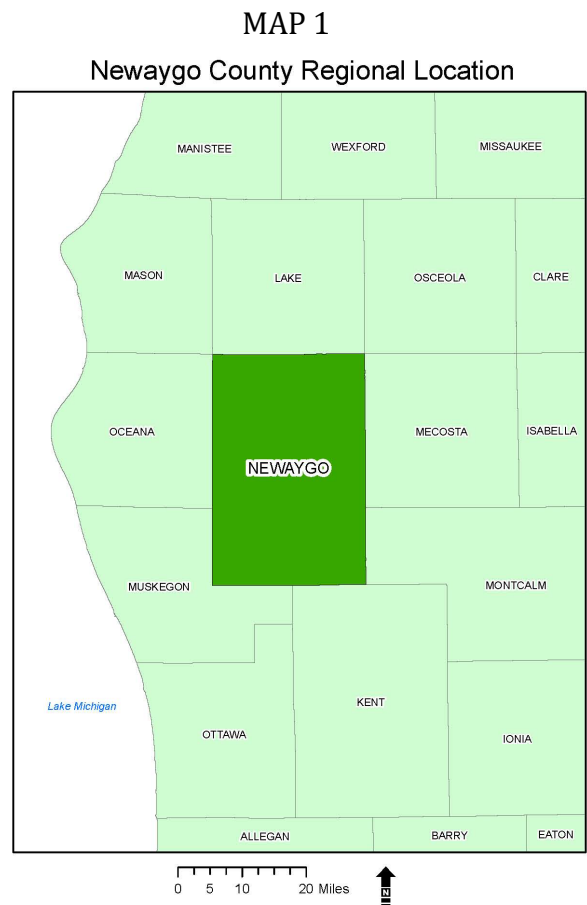 MAP 1
Newaygo County Regional Location
MANISTEE
WEXFORD
MISSAUKEE
MASON
LAKE
OSCEOLA
CLARE
OCEANA
NEWAYGO
MECOSTA
ISABELLA
MUSKEGON
MONTCALM
Lake Michigan
OTTAWA
KENT
IONIA
ALLEGAN
BARRY
EATON
0 5 10 20 Miles
N